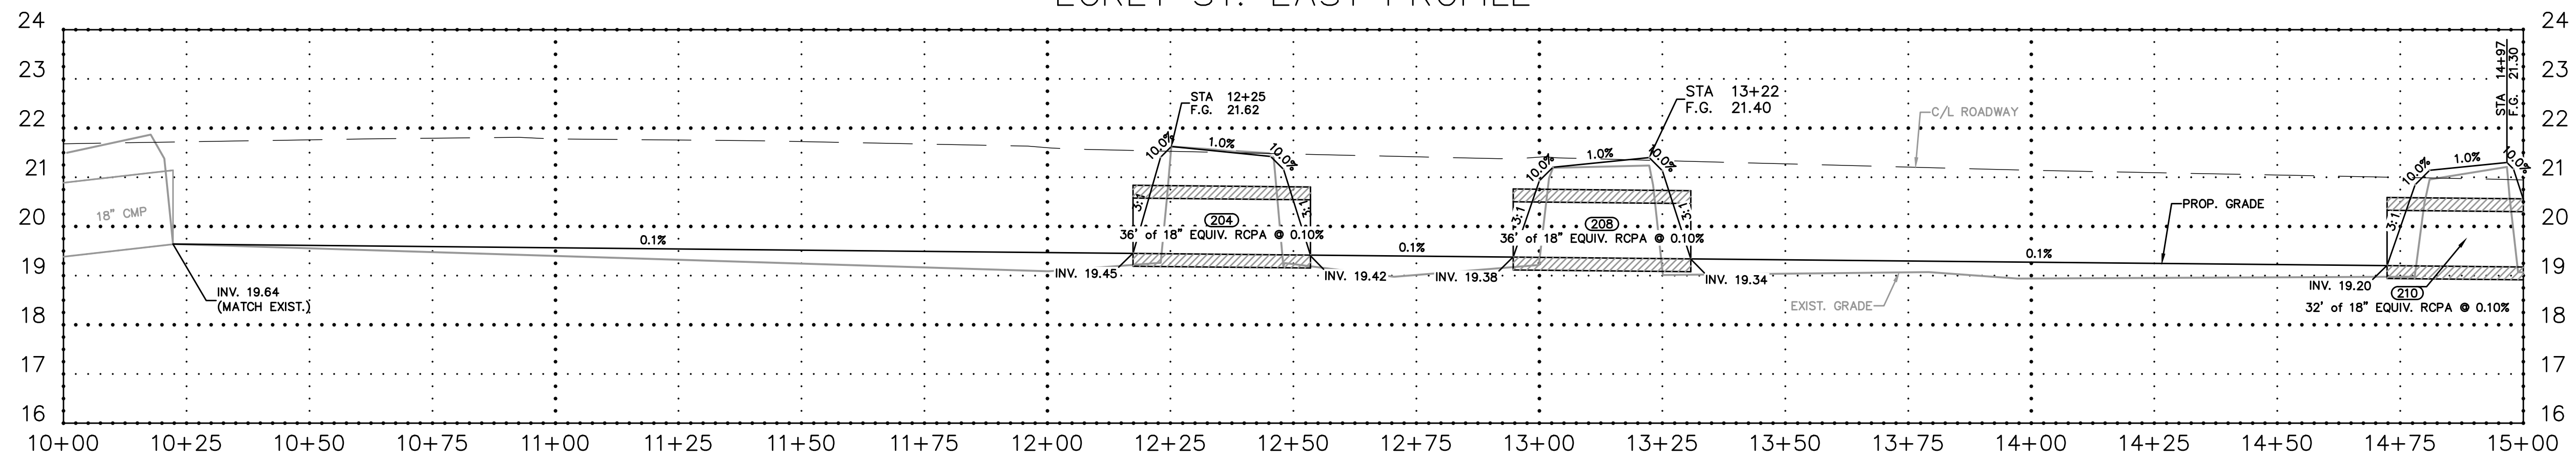 24
23
22
21
20
19
18
17
16
18" CMP
INV. 19.64
(MATCH EXIST.)
0.1%
INV. 19.45
3:1
10.0%
STA 12+25
F.G. 21.62
1.0%
10.0%
3:1
204
36' of 18" EQUIV. RCPA @ 0.10%
INV. 19.42
0.1%
INV. 19.38
3:1
10.0%
1.0%
STA 13+22
F.G. 21.40
10.0%
3:1
208
36' of 18" EQUIV. RCPA @ 0.10%
INV. 19.34
C/L ROADWAY
EXIST. GRADE
0.1%
PROP. GRADE
INV. 19.20
3:1
10.0%
1.0%
10.0%
STA 14+97
F.G. 21.30
210
32' of 18" EQUIV. RCPA @ 0.10%
24
23
22
21
20
19
18
17
16
10+00 10+25 10+50 10+75 11+00 11+25 11+50 11+75 12+00 12+25 12+50 12+75 13+00 13+25 13+50 13+75 14+00 14+25 14+50 14+75 15+00